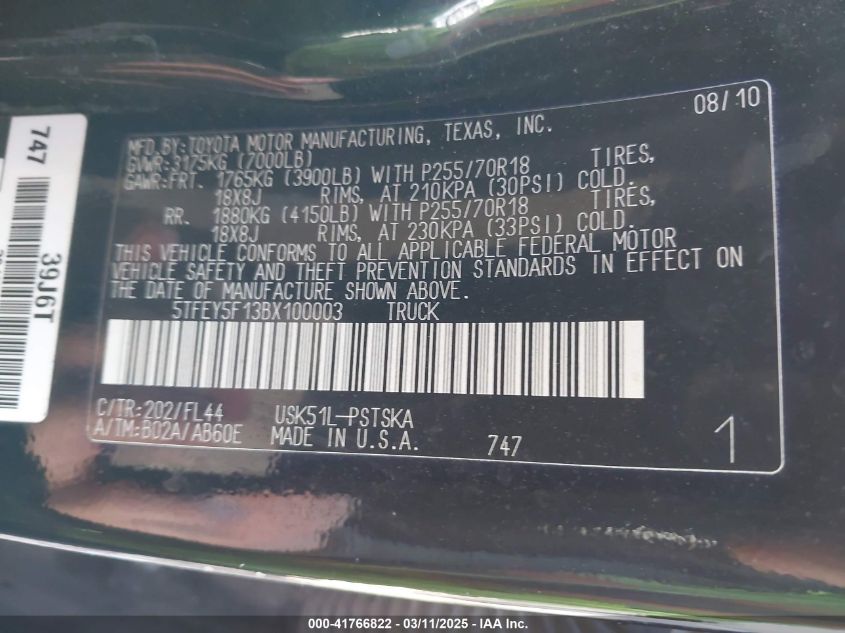 08/10
MFD.BY:TOYOTA MOTOR MANUFACTURING, TEXAS, INC.
GVWR:3175KG (7000LB)
GAWR:FRT. 1765KG (3900LB) WITH P255/70R18 TIRES,
18X8J RIMS, AT 210KPA (30PSI) COLD.
RR. 1880KG (4150LB) WITH P255/70R18 TIRES,
18X8J RIMS, AT 230KPA (33PSI) COLD.
THIS VEHICLE CONFORMS TO ALL APPLICABLE FEDERAL MOTOR
VEHICLE SAFETY AND THEFT PREVENTION STANDARDS IN EFFECT ON
THE DATE OF MANUFACTURE SHOWN ABOVE.
5TFEY5F13BX100003 TRUCK
C/TR:202/FL44 USK51L-PSTSKA
A/TM:B02A/AB60E MADE IN U.S.A. 747
1
747
39J6T
000-41766822 - 03/11/2025 - IAA Inc.